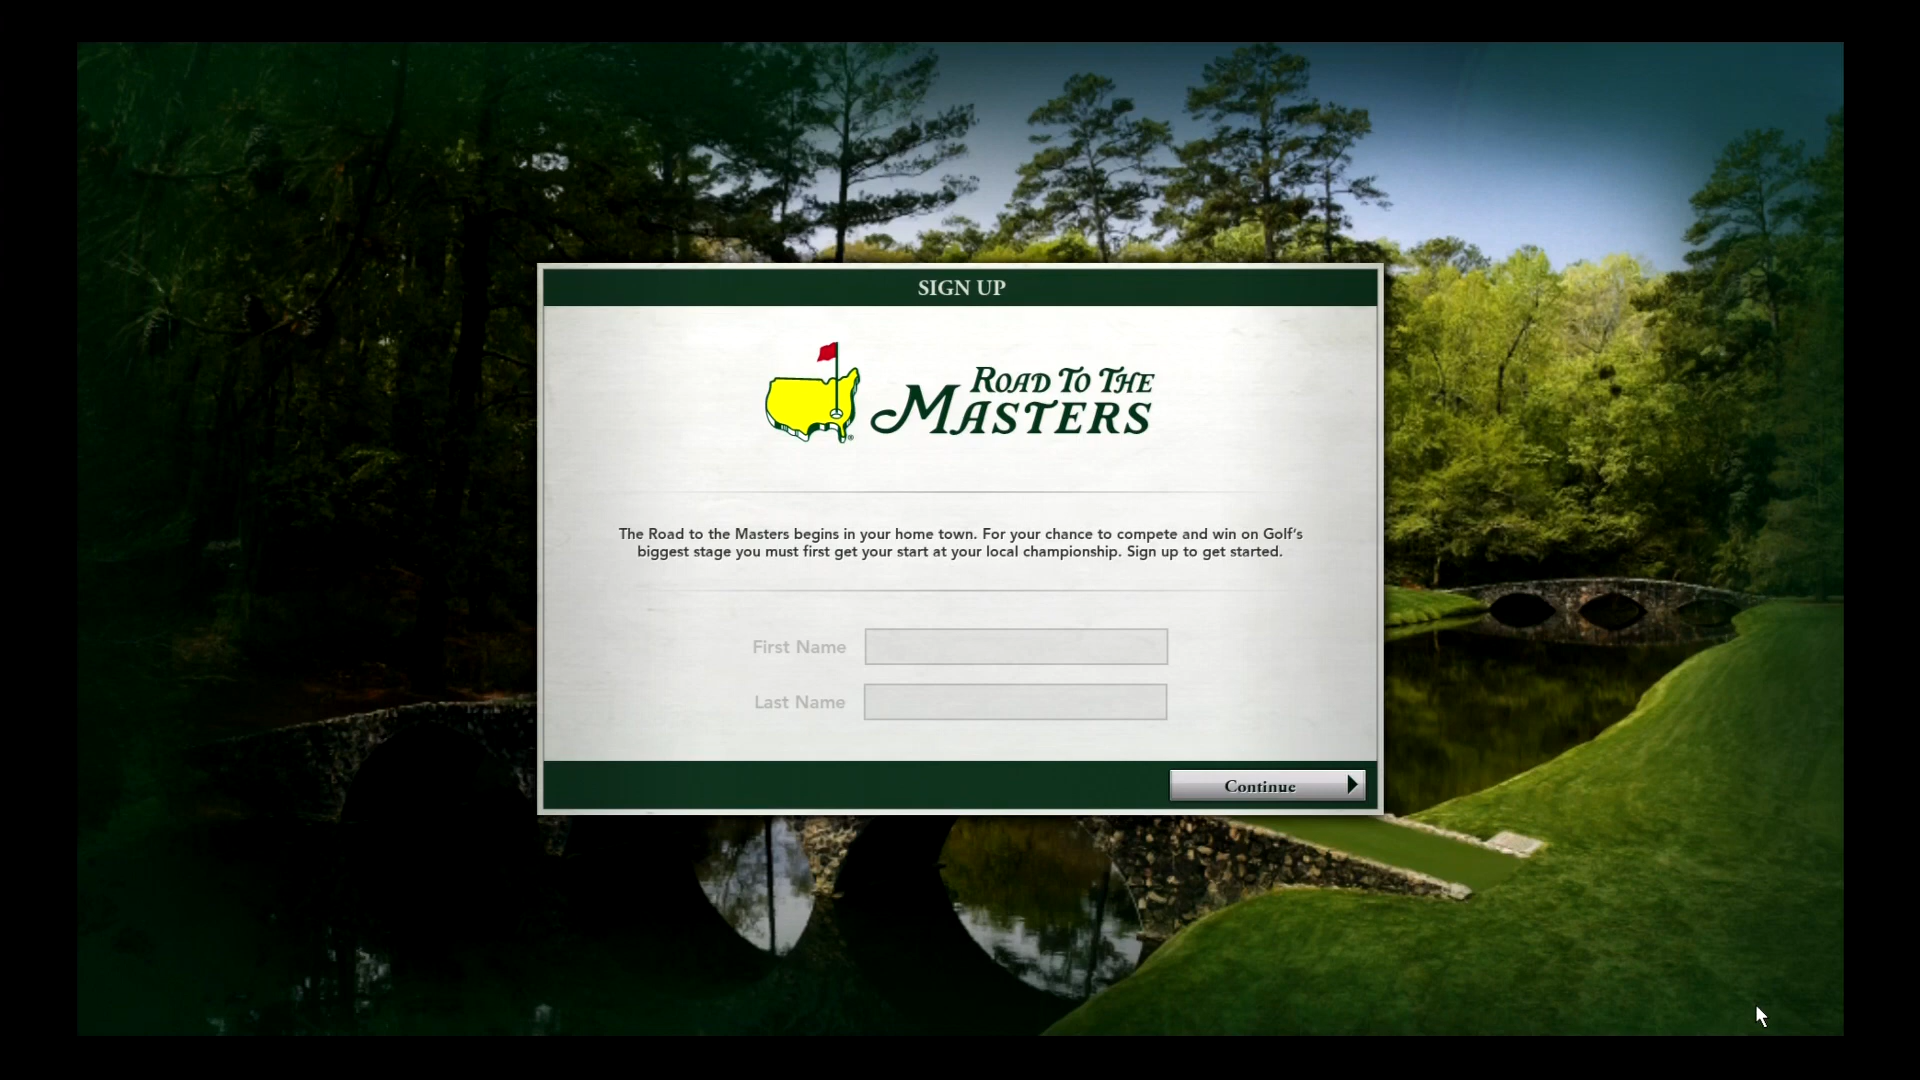 SIGN UP
ROAD TO THE
MASTERS
®
The Road to the Masters begins in your home town. For your chance to compete and win on Golf's
biggest stage you must first get your start at your local championship. Sign up to get started.
First Name
Last Name
Continue